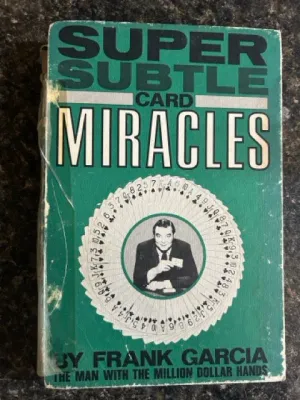 SUPER
SUBTLE
CARD
MIRACLES
BY FRANK GARCIA
THE MAN WITH THE MILLION DOLLAR HANDS